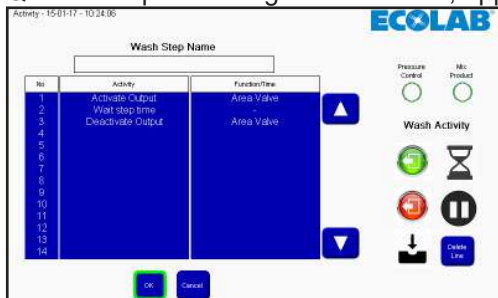 Activity - 15-01-17 - 10:24:06
ECOLAB
Wash Step Name
No Activity Function/Time
1 Activate Output Area Valve
2 Wait step time -
3 Deactivate Output Area Valve
4
5
6
7
8
9
10
11
12
13
14
OK Cancel
Pressure Control
Ntc Product
Wash Activity
Delete Line